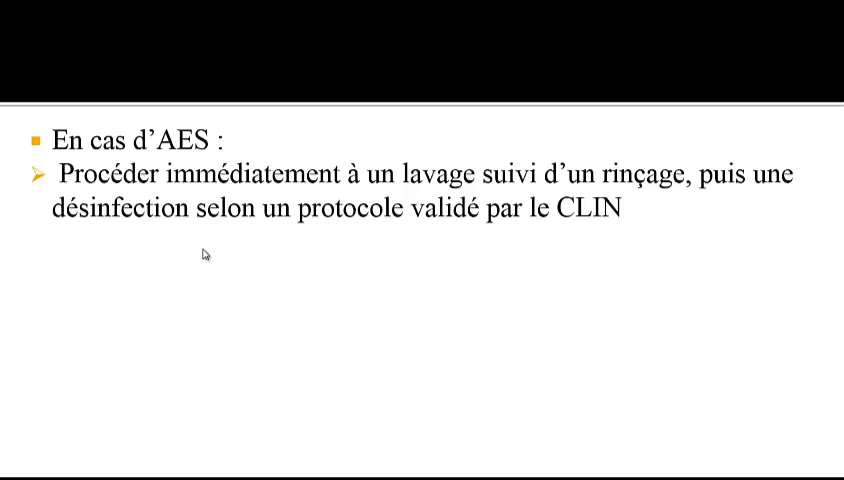 En cas d’AES :
Procéder immédiatement à un lavage suivi d’un rinçage, puis une
désinfection selon un protocole validé par le CLIN